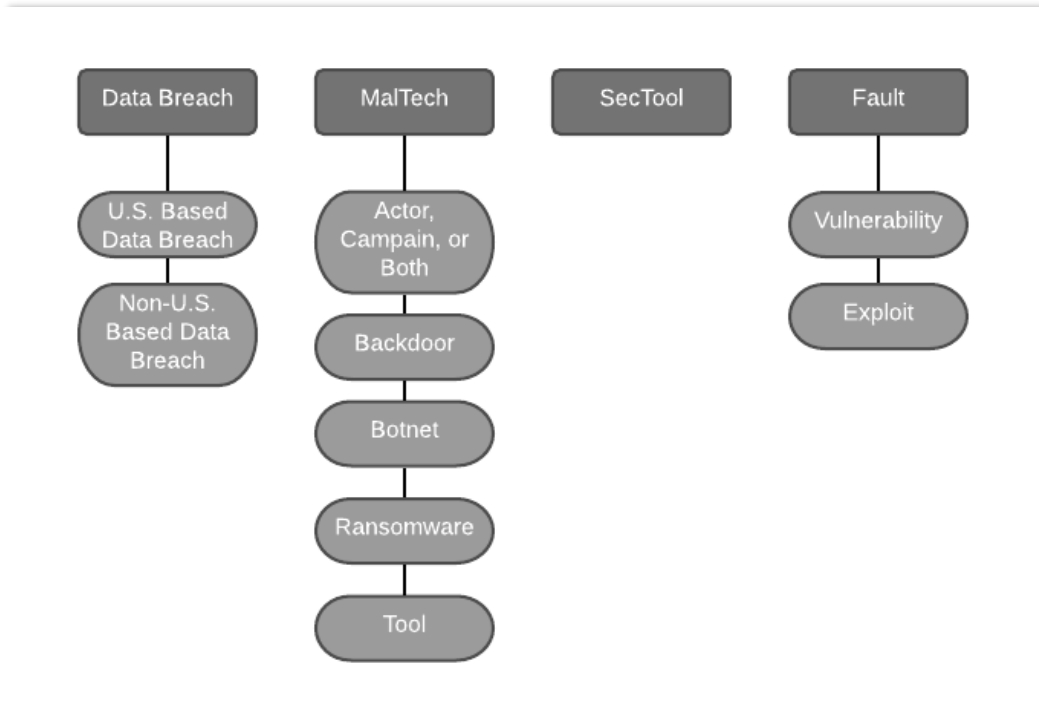 Data Breach
MalTech
SecTool
Fault
U.S. Based
Data Breach
Non-U.S.
Based Data
Breach
Actor,
Campain, or
Both
Backdoor
Botnet
Ransomware
Tool
Vulnerability
Exploit